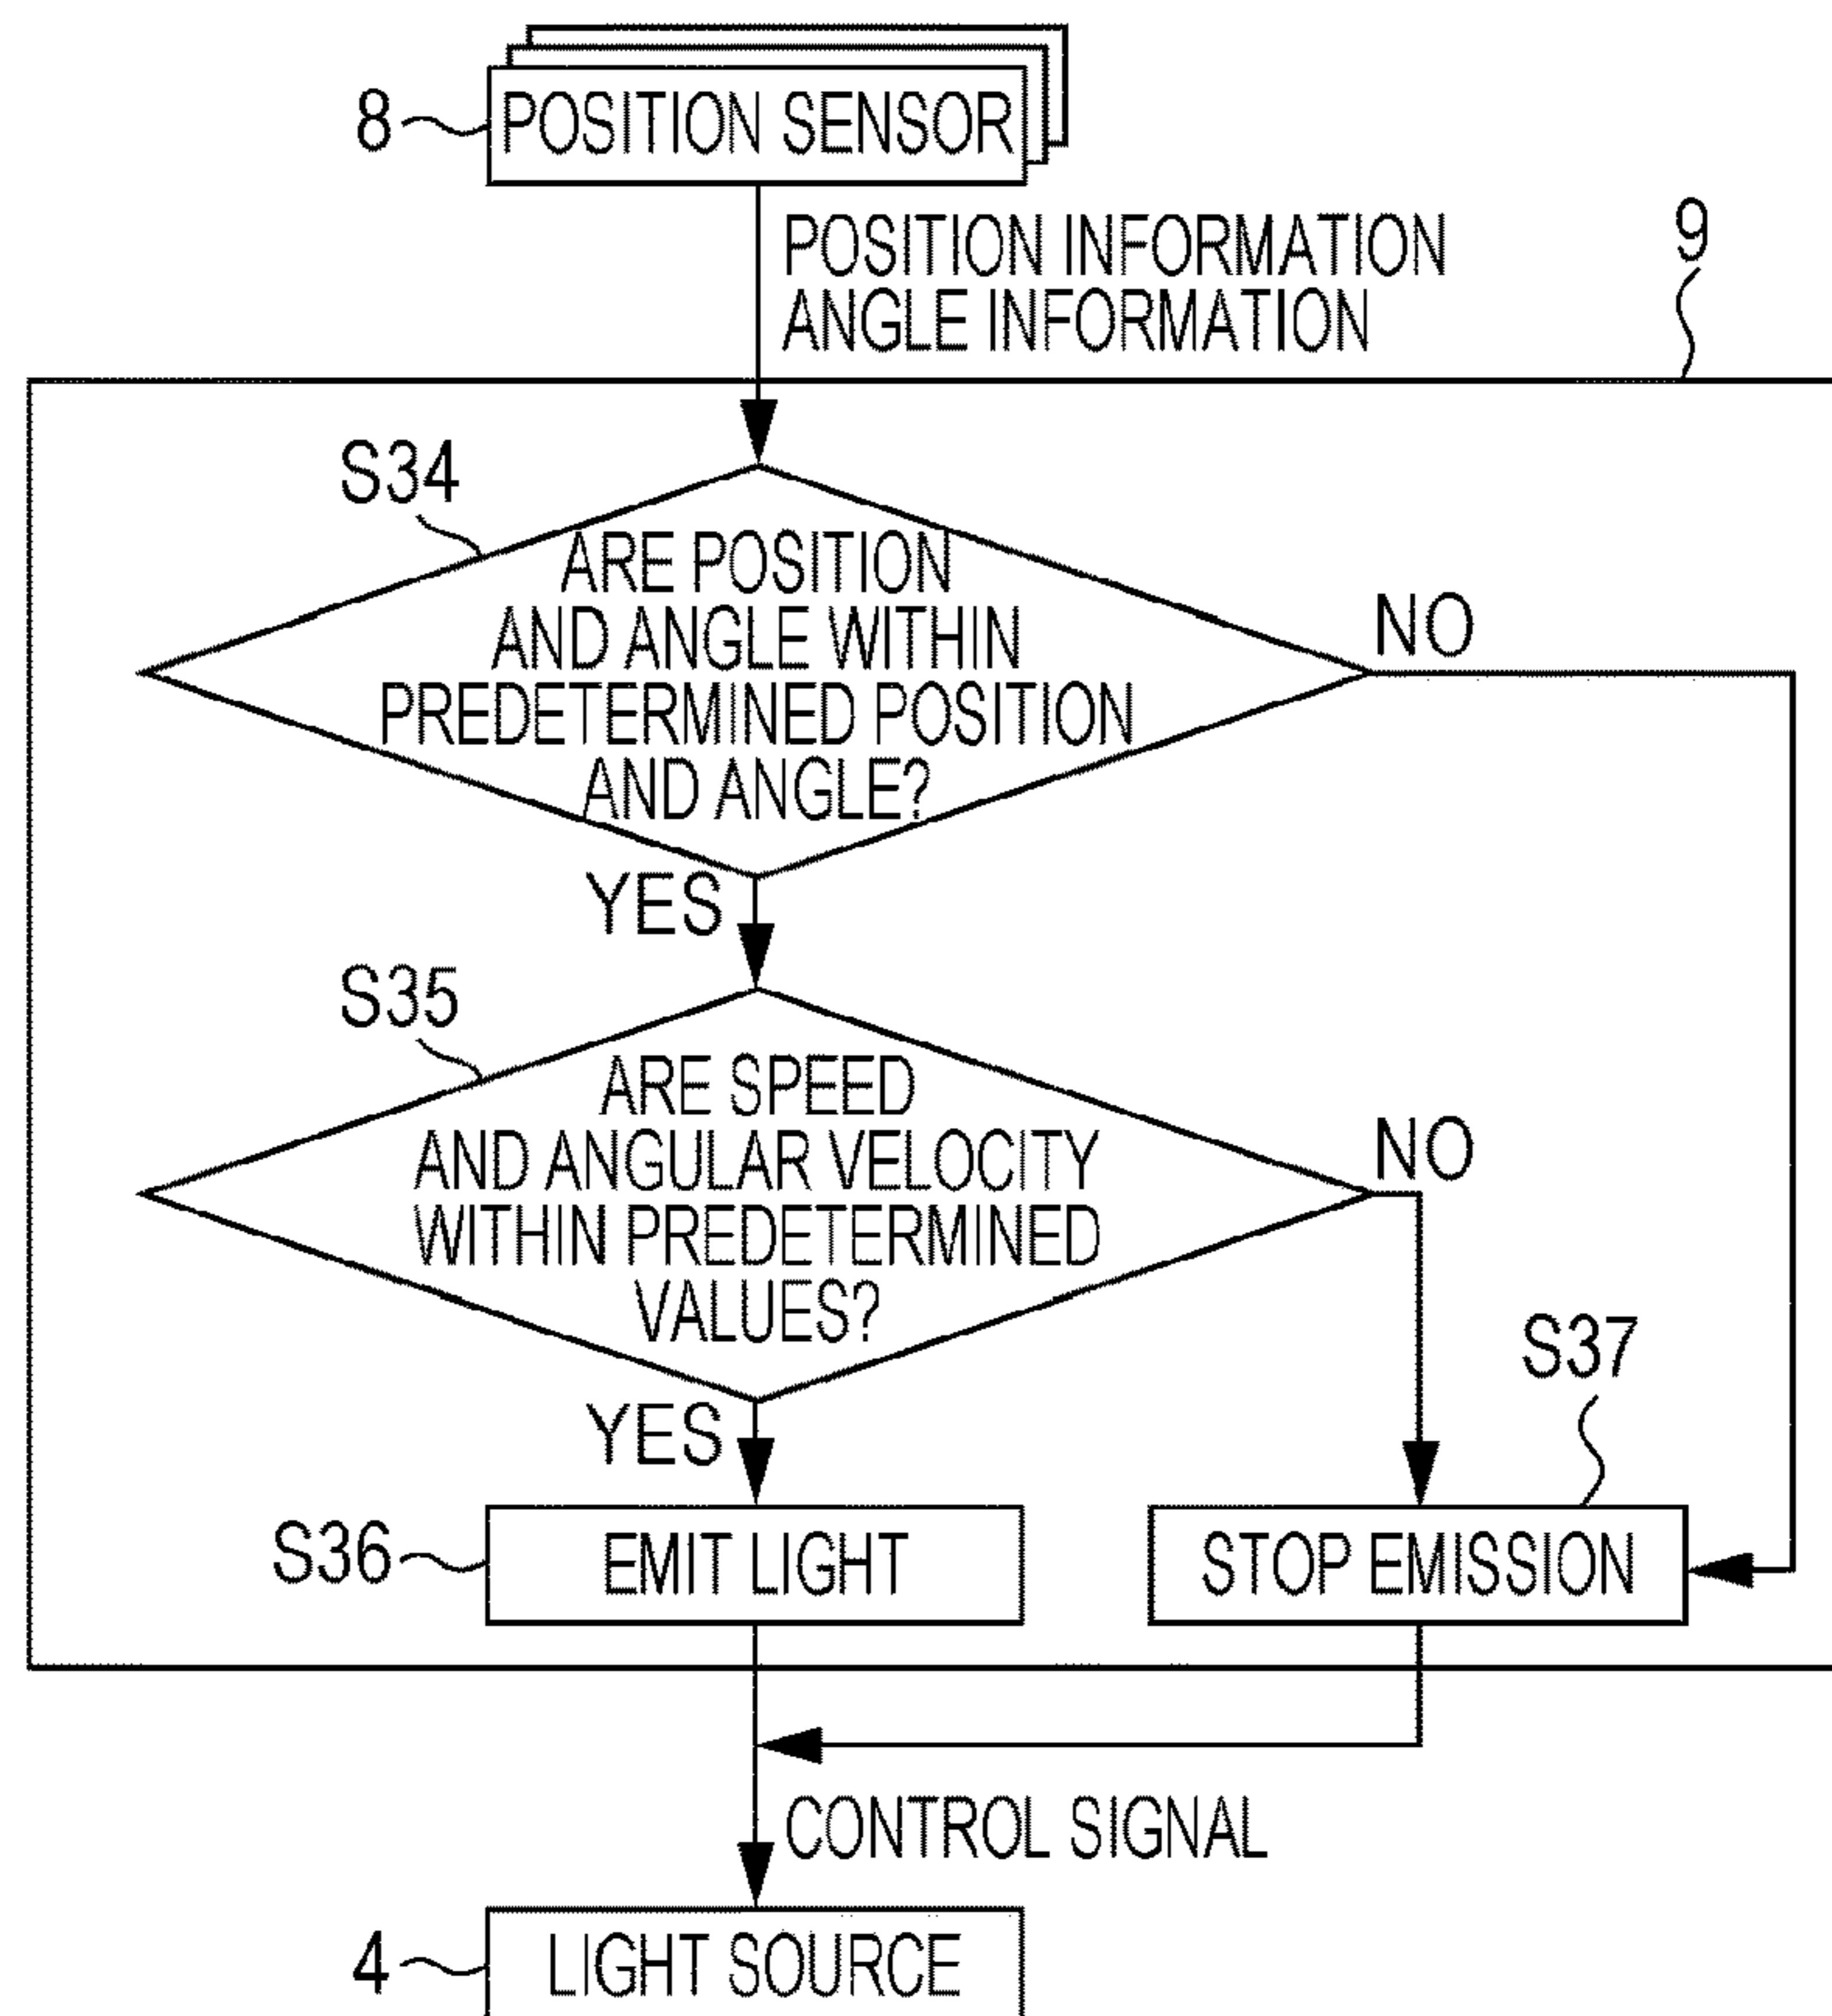 8
POSITION SENSOR
POSITION INFORMATION
ANGLE INFORMATION
9
S34
ARE POSITION
AND ANGLE WITHIN
PREDETERMINED POSITION
AND ANGLE?
NO
YES
S35
ARE SPEED
AND ANGULAR VELOCITY
WITHIN PREDETERMINED
VALUES?
NO
YES
S37
S36
EMIT LIGHT
STOP EMISSION
CONTROL SIGNAL
4
LIGHT SOURCE